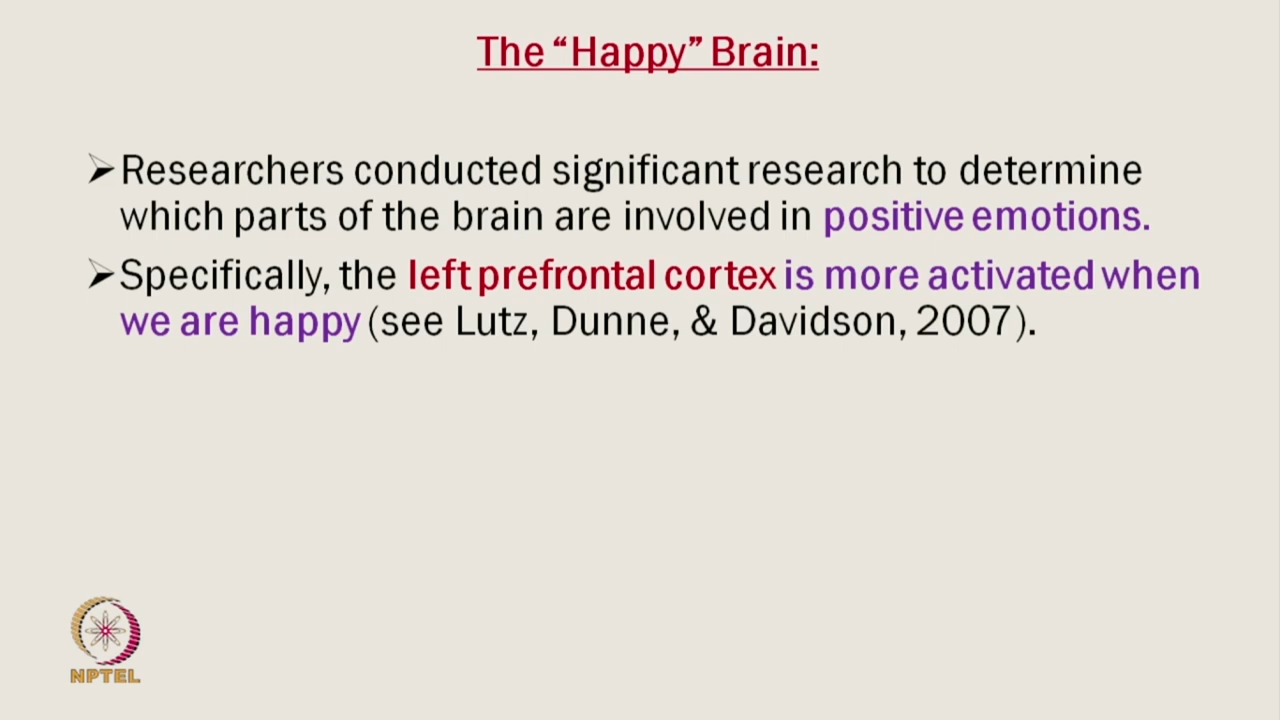 The “Happy” Brain:
➢Researchers conducted significant research to determine
which parts of the brain are involved in positive emotions.
➢Specifically, the left prefrontal cortex is more activated when
we are happy (see Lutz, Dunne, & Davidson, 2007).
NPTEL